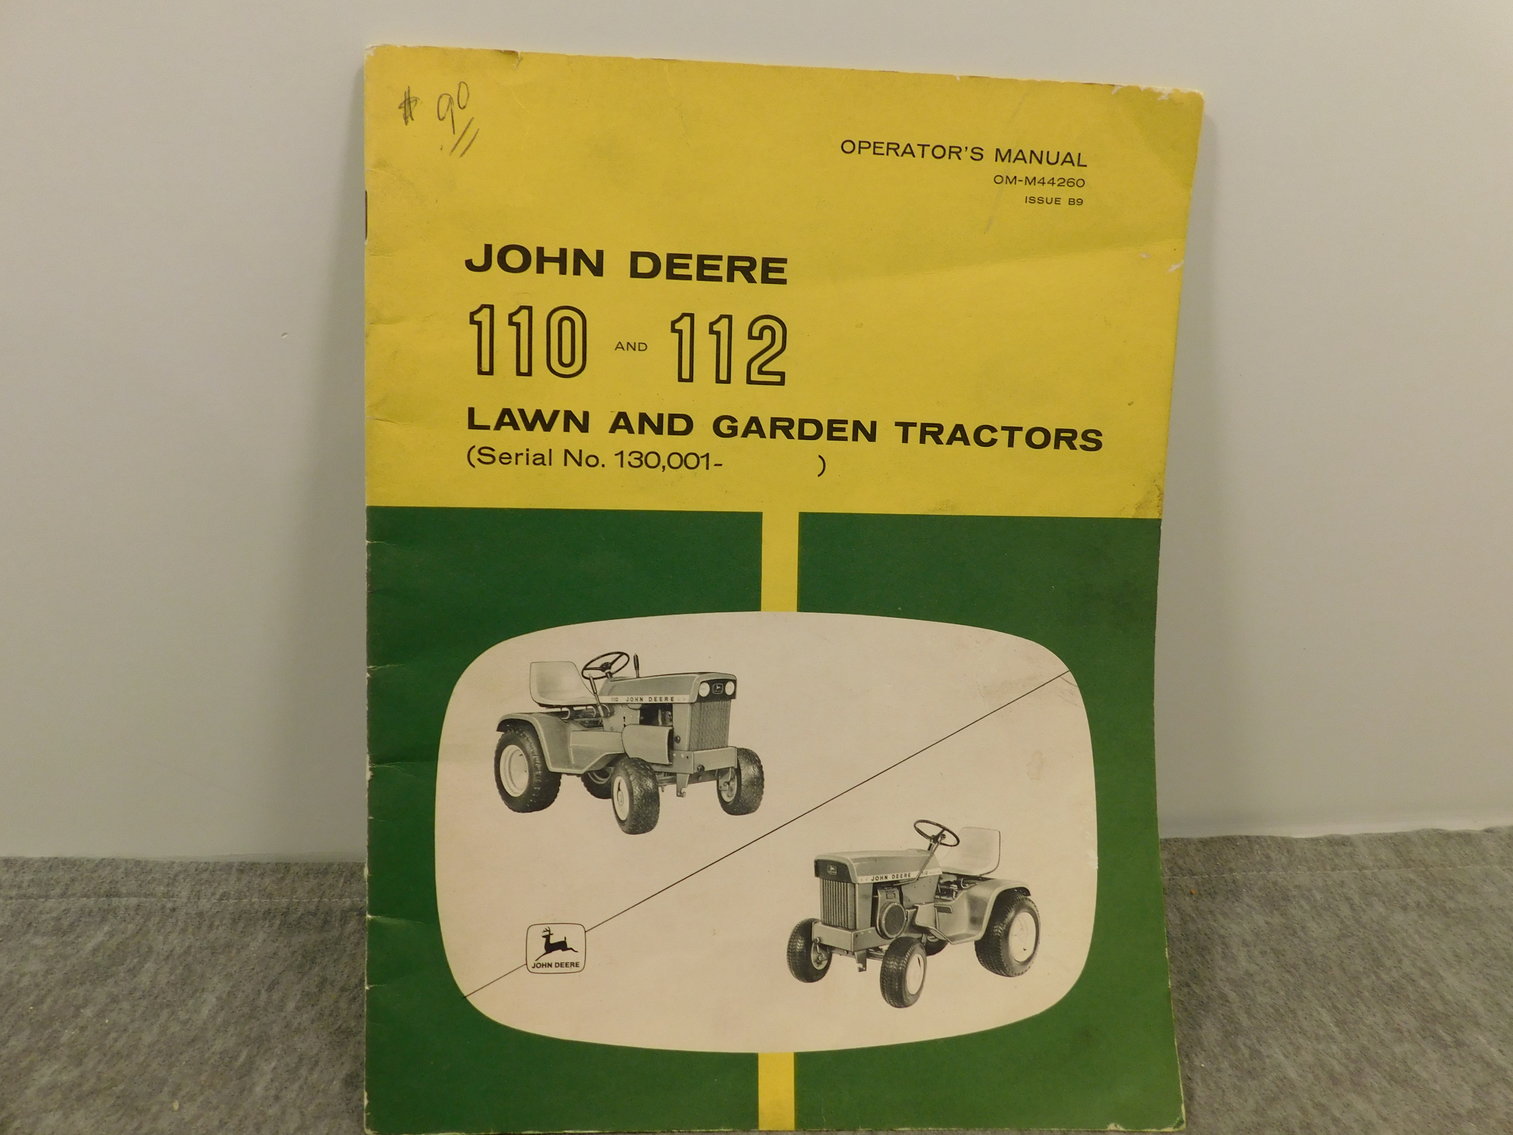 $ 90
OPERATOR'S MANUAL
OM-M44260
ISSUE B9
JOHN DEERE
110 AND 112
LAWN AND GARDEN TRACTORS
(Serial No. 130,001- )
110 JOHN DEERE
JOHN DEERE
JOHN DEERE